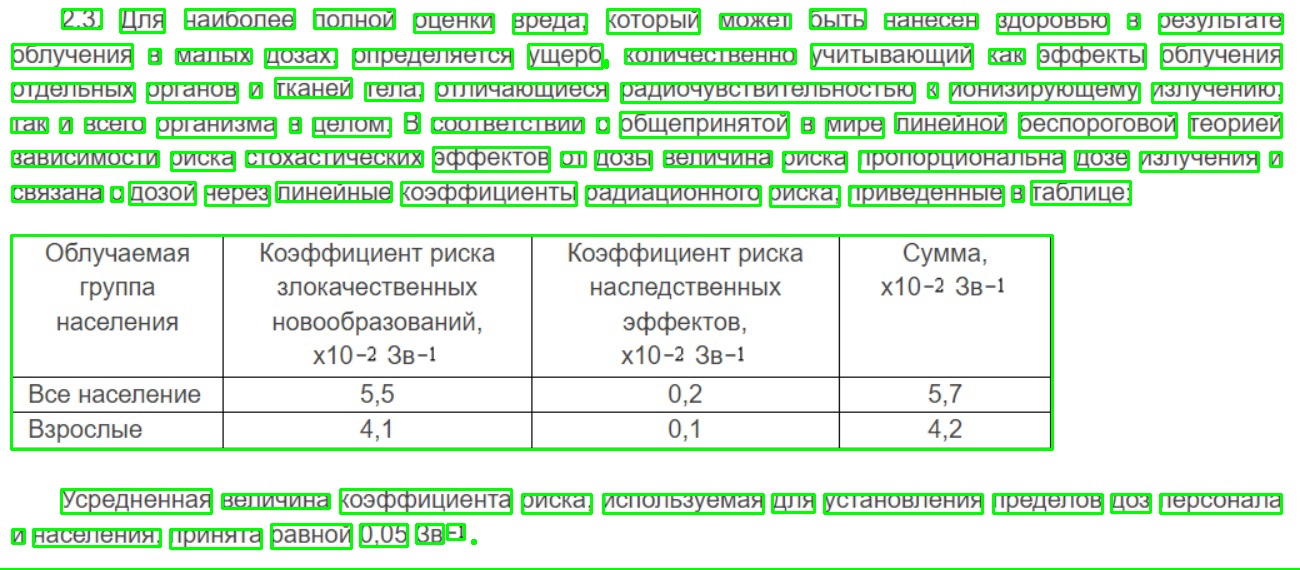 2.3. Для наиболее полной оценки вреда, который может быть нанесен здоровью в результате
облучения в малых дозах, определяется ущерб, количественно учитывающий как эффекты облучения
отдельных органов и тканей тела, отличающиеся радиочувствительностью к ионизирующему излучению,
так и всего организма в целом. В соответствии с общепринятой в мире линейной беспороговой теорией
зависимости риска стохастических эффектов от дозы величина риска пропорциональна дозе излучения и
связана с дозой через линейные коэффициенты радиационного риска, приведенные в таблице:
Облучаемая группа населения
Коэффициент риска злокачественных новообразований, x10−2 Зв−1
Коэффициент риска наследственных эффектов, x10−2 Зв−1
Сумма, x10−2 Зв−1
Все население 5,5 0,2 5,7
Взрослые 4,1 0,1 4,2
Усредненная величина коэффициента риска, используемая для установления пределов доз персонала
и населения, принята равной 0,05 Зв−1.